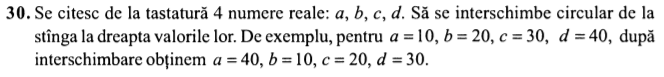 30. Se citesc de la tastatură 4 numere reale: a, b, c, d. Să se interschimbe circular de la
stînga la dreapta valorile lor. De exemplu, pentru a = 10, b = 20, c = 30, d = 40, după
interschimbare obținem a = 40, b = 10, c = 20, d = 30.